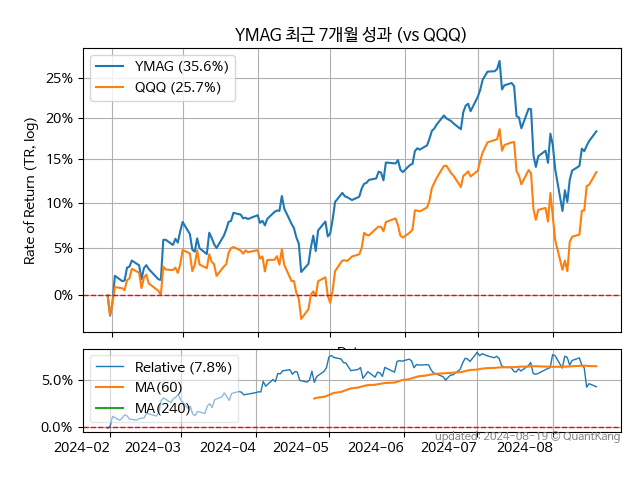 YMAG 최근 7개월 성과 (vs QQQ)
YMAG (35.6%)
QQQ (25.7%)
Rate of Return (TR, log)
25%
20%
15%
10%
5%
0%
Relative (7.8%)
MA(60)
MA(240)
5.0%
0.0%
2024-02 2024-03 2024-04 2024-05 2024-06 2024-07 2024-08
updated: 2024-08-19 © QuantKang